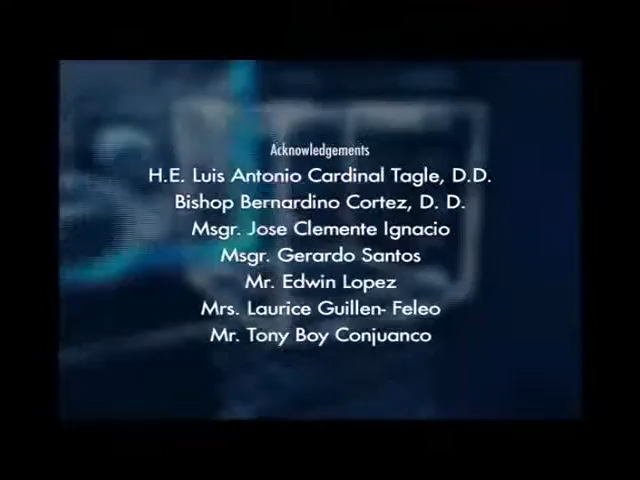 Acknowledgements
H.E. Luis Antonio Cardinal Tagle, D.D.
Bishop Bernardino Cortez, D. D.
Msgr. Jose Clemente Ignacio
Msgr. Gerardo Santos
Mr. Edwin Lopez
Mrs. Laurice Guillen- Feleo
Mr. Tony Boy Conjuanco